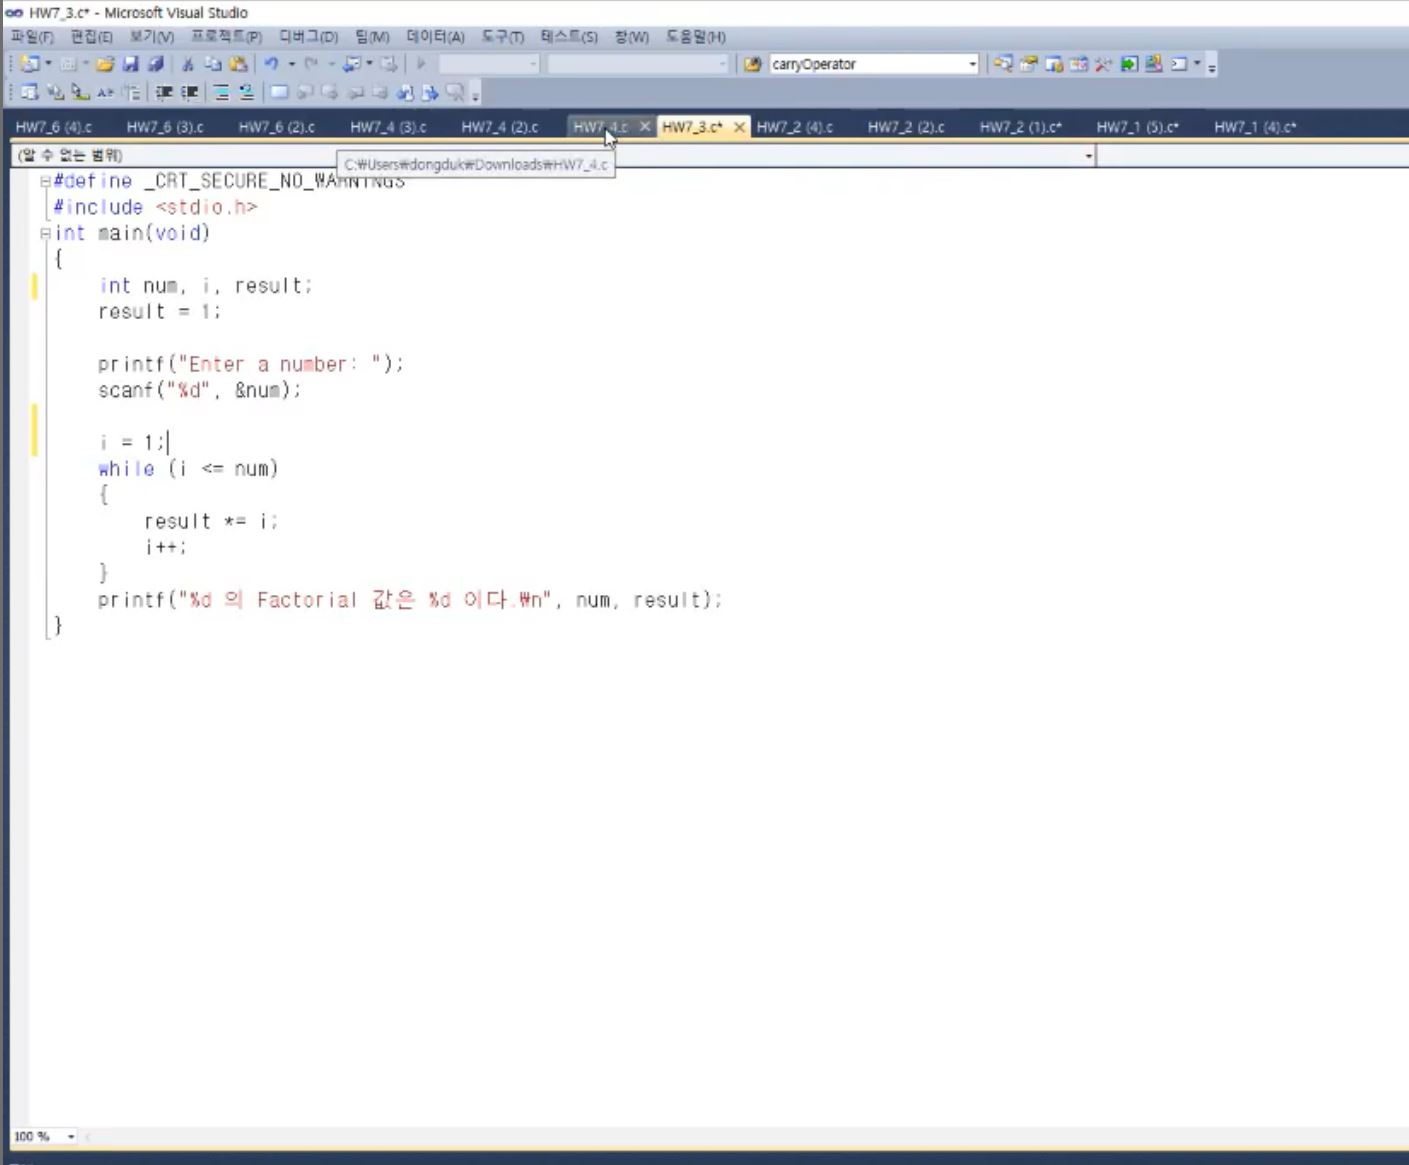 HW7_3.c* - Microsoft Visual Studio
파일(F) 편집(E) 보기(V) 프로젝트(P) 디버그(D) 팀(M) 데이터(A) 도구(T) 테스트(S) 창(W) 도움말(H)
carryOperator
HW7_6 (4).c HW7_6 (3).c HW7_6 (2).c HW7_4 (3).c HW7_4 (2).c HW7_4.c HW7_3.c* HW7_2 (4).c HW7_2 (2).c HW7_2 (1).c* HW7_1 (5).c* HW7_1 (4).c*
(알 수 없는 범위)
C:₩Users₩dongduk₩Downloads₩HW7_4.c
#define _CRT_SECURE_NO_WARNINGS
#include <stdio.h>
int main(void)
{
int num, i, result;
result = 1;
printf("Enter a number: ");
scanf("%d", &num);
i = 1;
while (i <= num)
{
result *= i;
i++;
}
printf("%d 의 Factorial 값은 %d 이다.₩n", num, result);
}
100 %